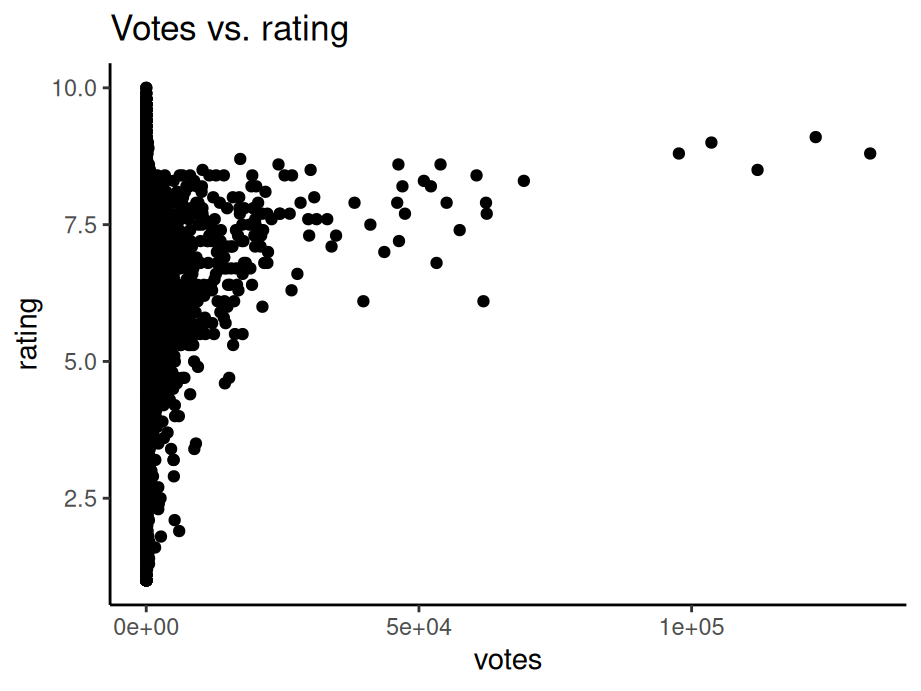 Votes vs. rating
10.0
7.5
5.0
2.5
rating
0e+00 5e+04 1e+05
votes